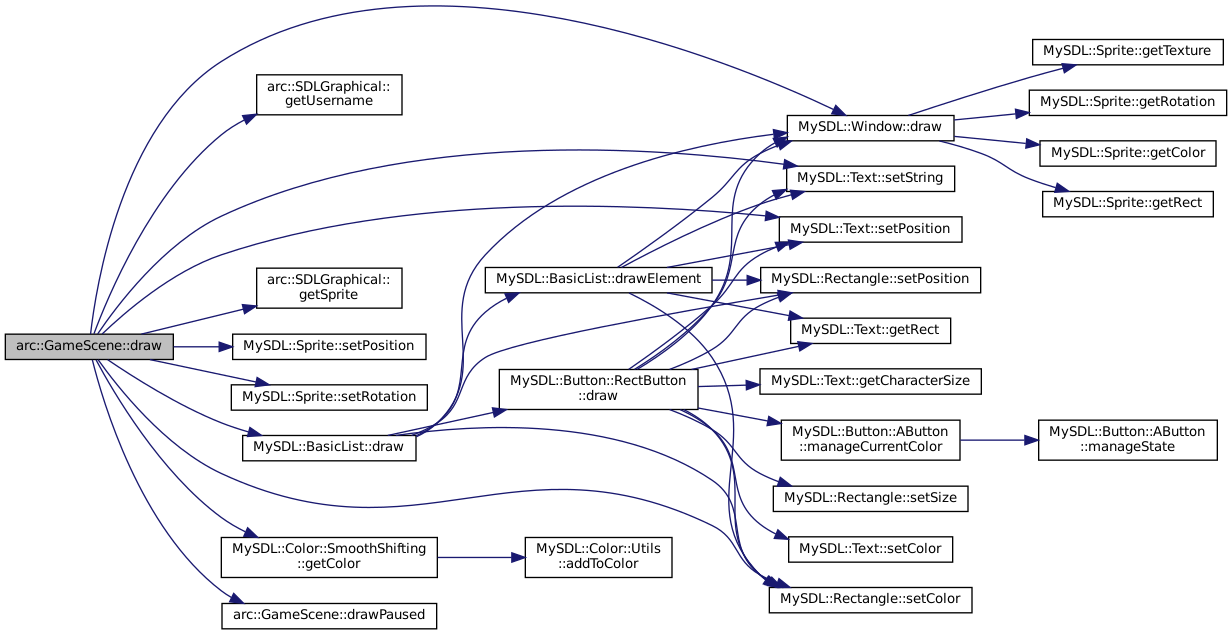 arc::GameScene::draw
arc::SDLGraphical::
getUsername
arc::SDLGraphical::
getSprite
MySDL::Sprite::setPosition
MySDL::Sprite::setRotation
MySDL::BasicList::draw
MySDL::Color::SmoothShifting
::getColor
arc::GameScene::drawPaused
MySDL::BasicList::drawElement
MySDL::Button::RectButton
::draw
MySDL::Color::Utils
::addToColor
MySDL::Window::draw
MySDL::Text::setString
MySDL::Text::setPosition
MySDL::Rectangle::setPosition
MySDL::Text::getRect
MySDL::Text::getCharacterSize
MySDL::Button::AButton
::manageCurrentColor
MySDL::Rectangle::setSize
MySDL::Text::setColor
MySDL::Rectangle::setColor
MySDL::Sprite::getTexture
MySDL::Sprite::getRotation
MySDL::Sprite::getColor
MySDL::Sprite::getRect
MySDL::Button::AButton
::manageState